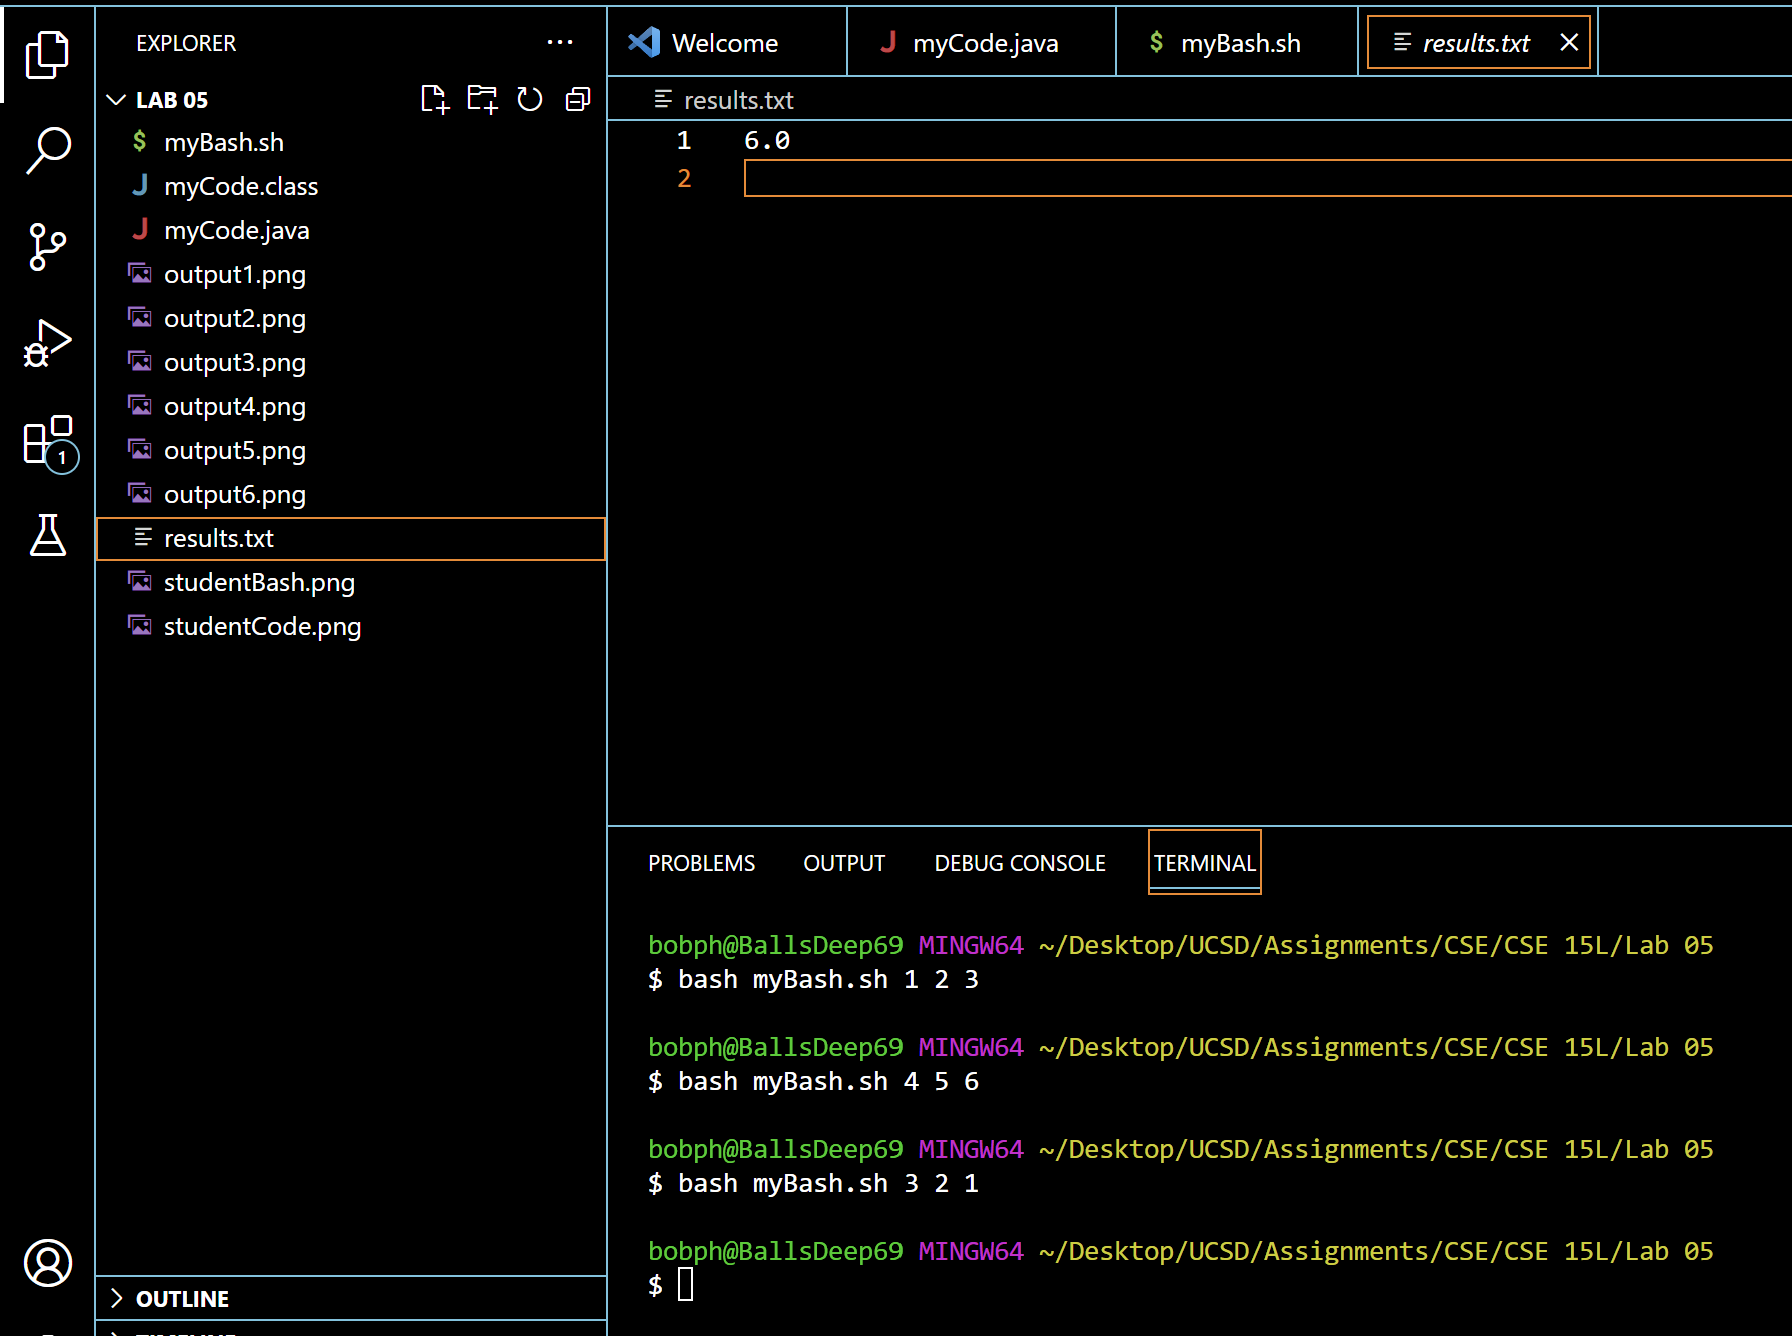 EXPLORER
LAB 05
myBash.sh
myCode.class
myCode.java
output1.png
output2.png
output3.png
output4.png
output5.png
output6.png
results.txt
studentBash.png
studentCode.png
OUTLINE
TIMELINE
1
Welcome
myCode.java
$ myBash.sh
results.txt
results.txt
1 6.0
2
PROBLEMS OUTPUT DEBUG CONSOLE TERMINAL
bobph@BallsDeep69 MINGW64 ~/Desktop/UCSD/Assignments/CSE/CSE 15L/Lab 05
$ bash myBash.sh 1 2 3
bobph@BallsDeep69 MINGW64 ~/Desktop/UCSD/Assignments/CSE/CSE 15L/Lab 05
$ bash myBash.sh 4 5 6
bobph@BallsDeep69 MINGW64 ~/Desktop/UCSD/Assignments/CSE/CSE 15L/Lab 05
$ bash myBash.sh 3 2 1
bobph@BallsDeep69 MINGW64 ~/Desktop/UCSD/Assignments/CSE/CSE 15L/Lab 05
$